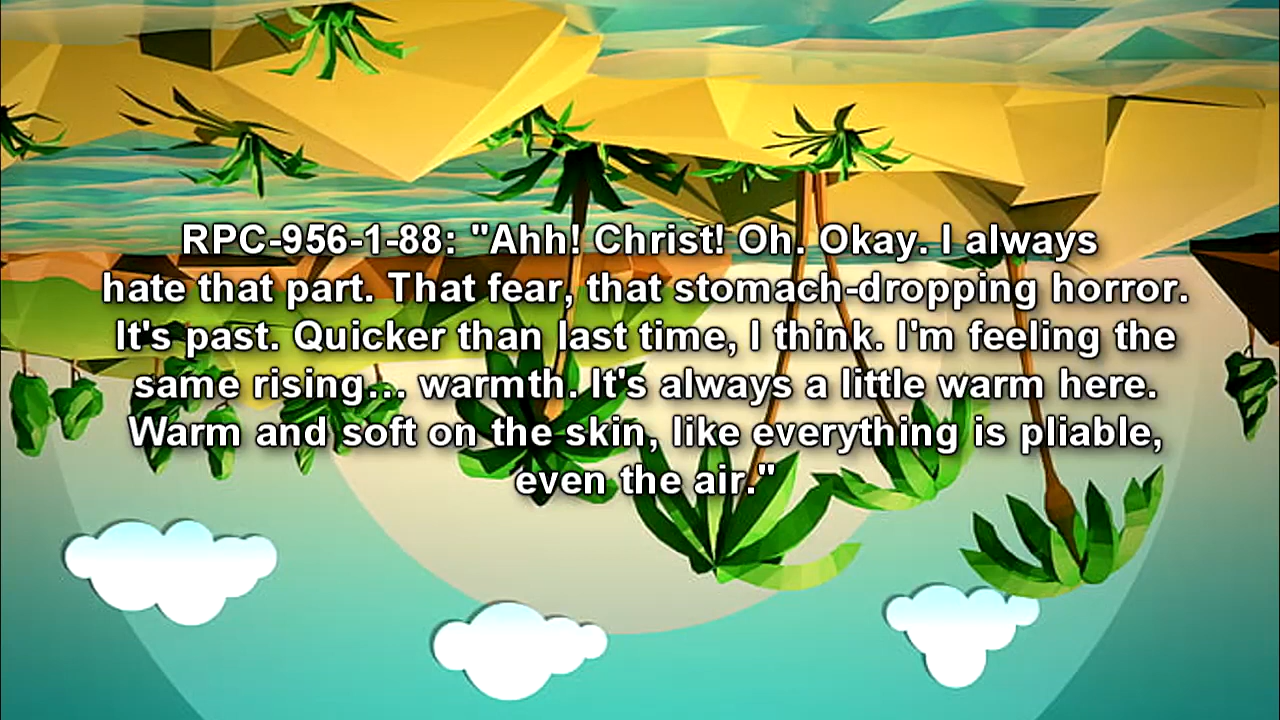 RPC-956-1-88: "Ahh! Christ! Oh. Okay. I always
hate that part. That fear, that stomach-dropping horror.
It's past. Quicker than last time, I think. I'm feeling the
same rising... warmth. It's always a little warm here.
Warm and soft on the skin, like everything is pliable,
even the air."